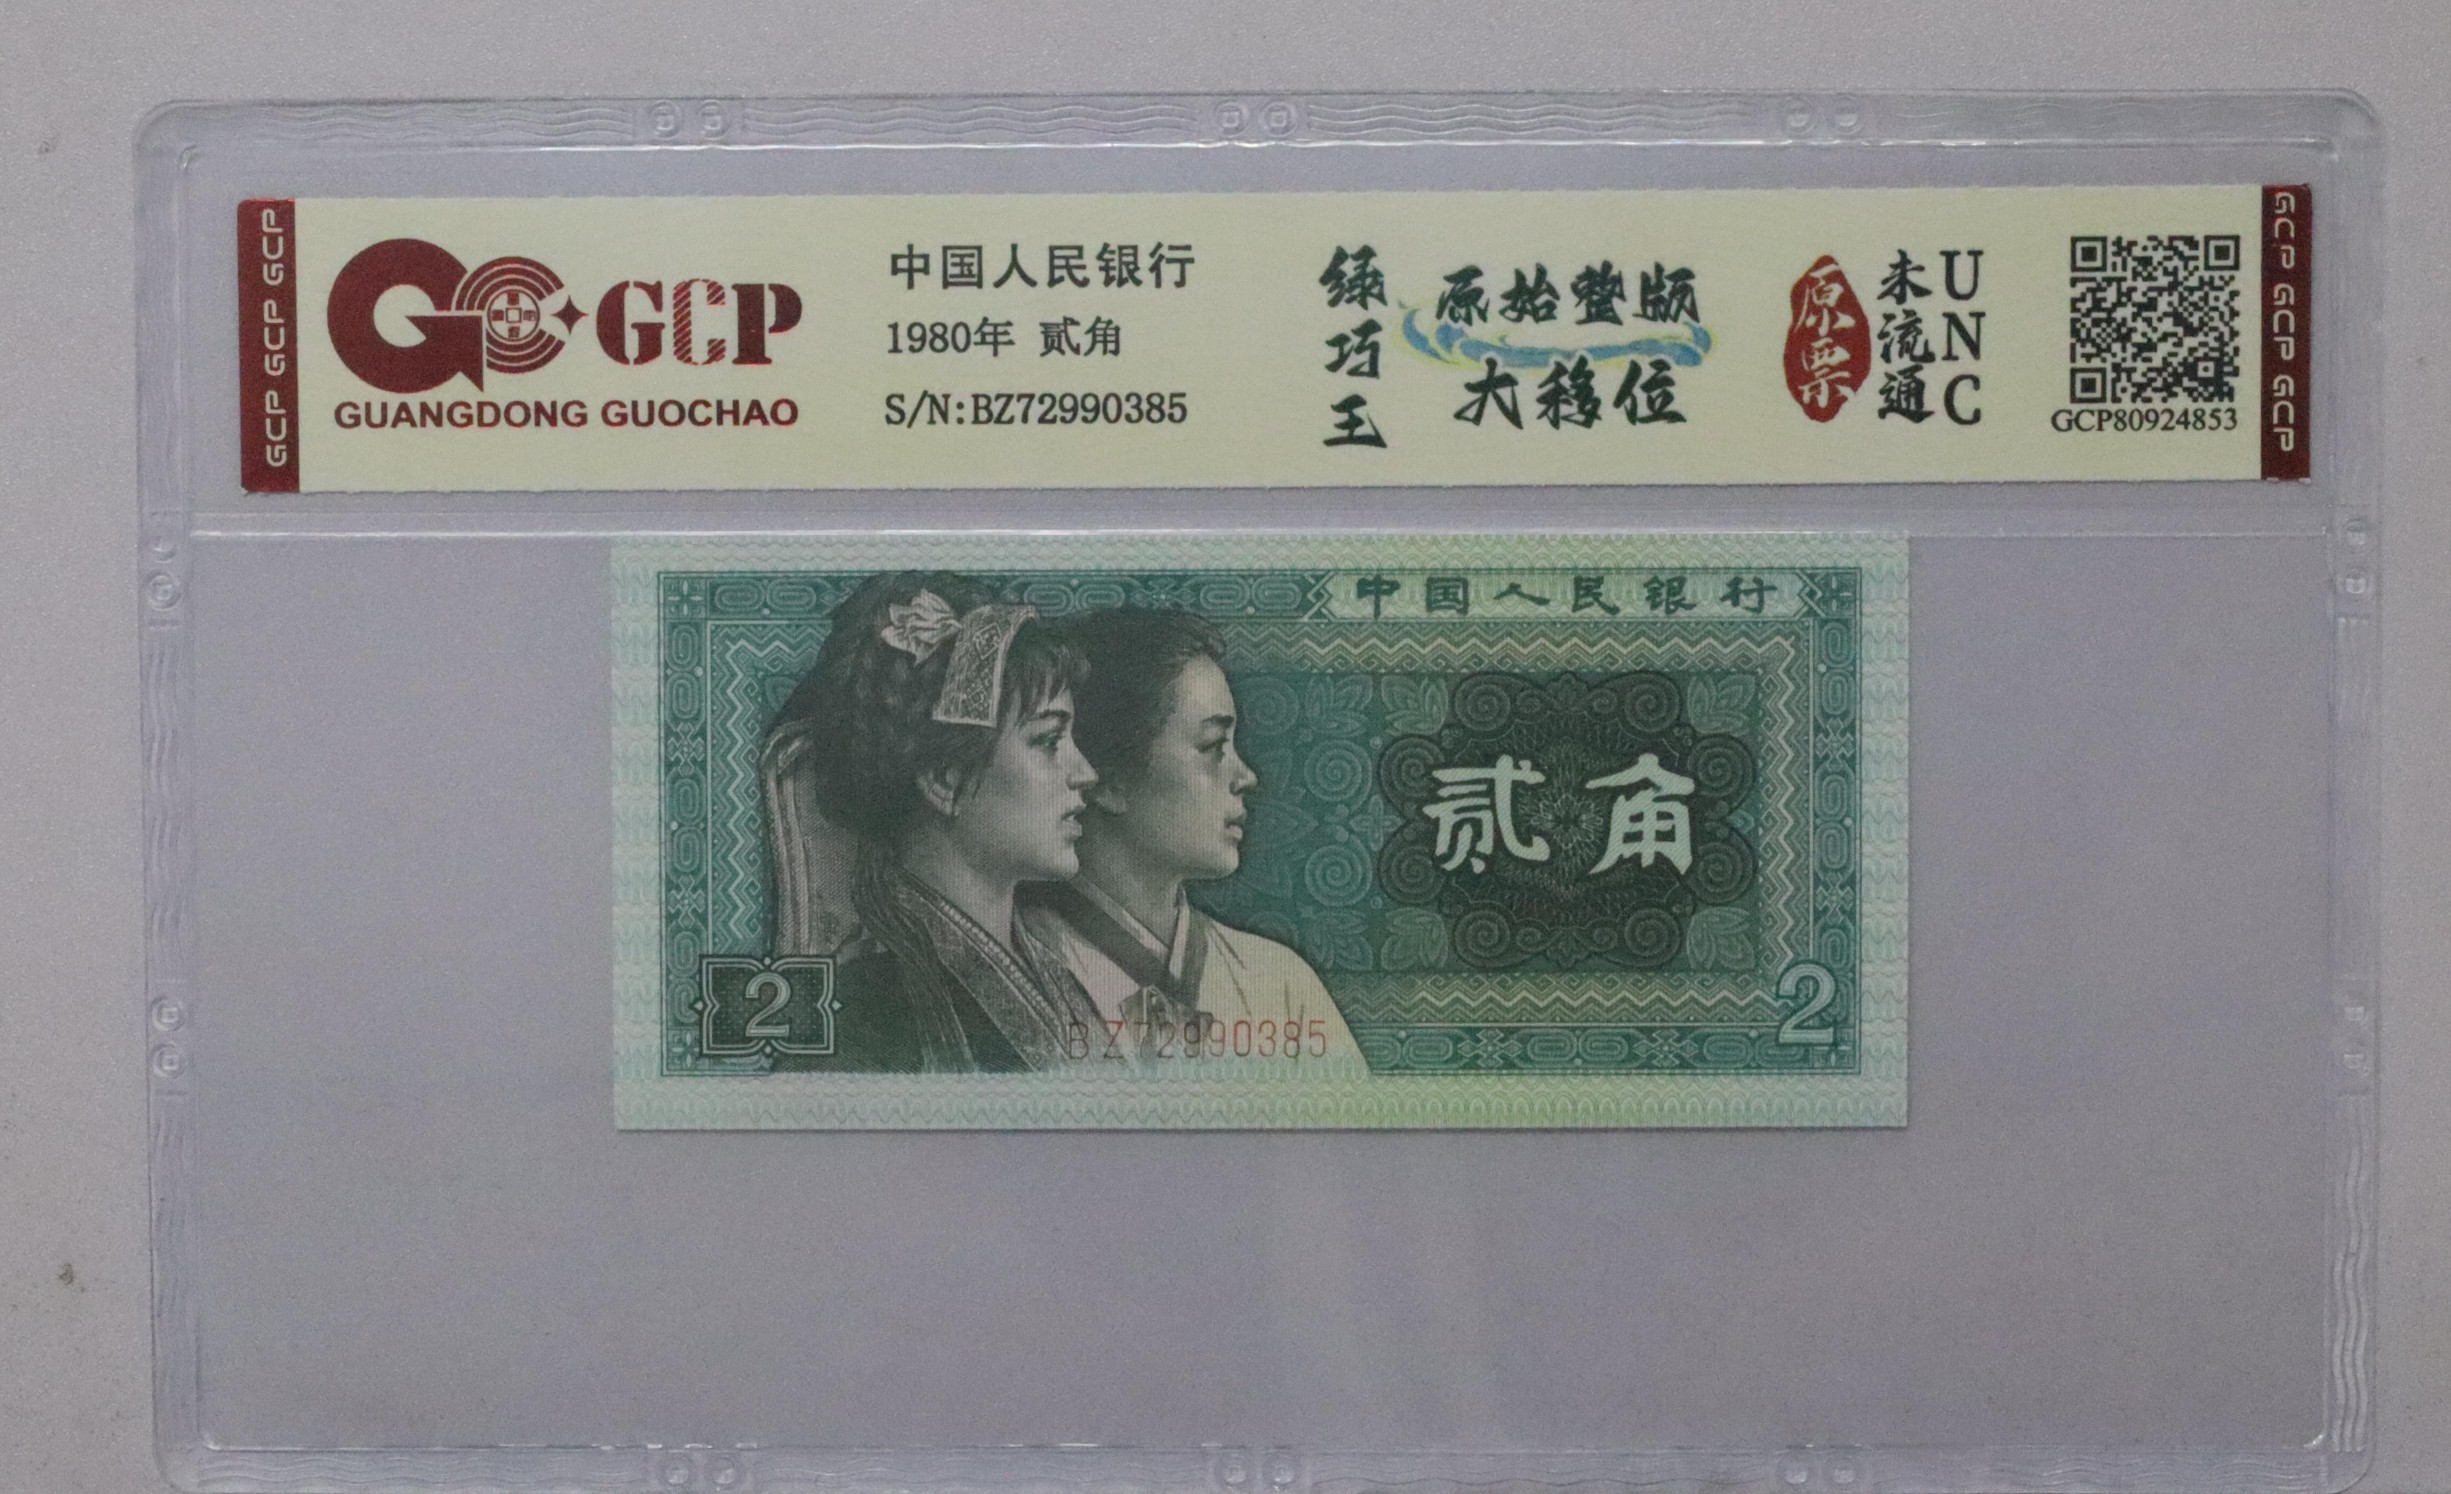 GCP GCP GCP
GCP
GUANGDONG GUOCHAO
中国人民银行
1980年 贰角
S/N:BZ72990385
绿巧王
原始整版
大移位
原票
未流通
UNC
GCP80924853
GCP GCP GCP
中国人民银行
贰角
2
BZ72990385
2